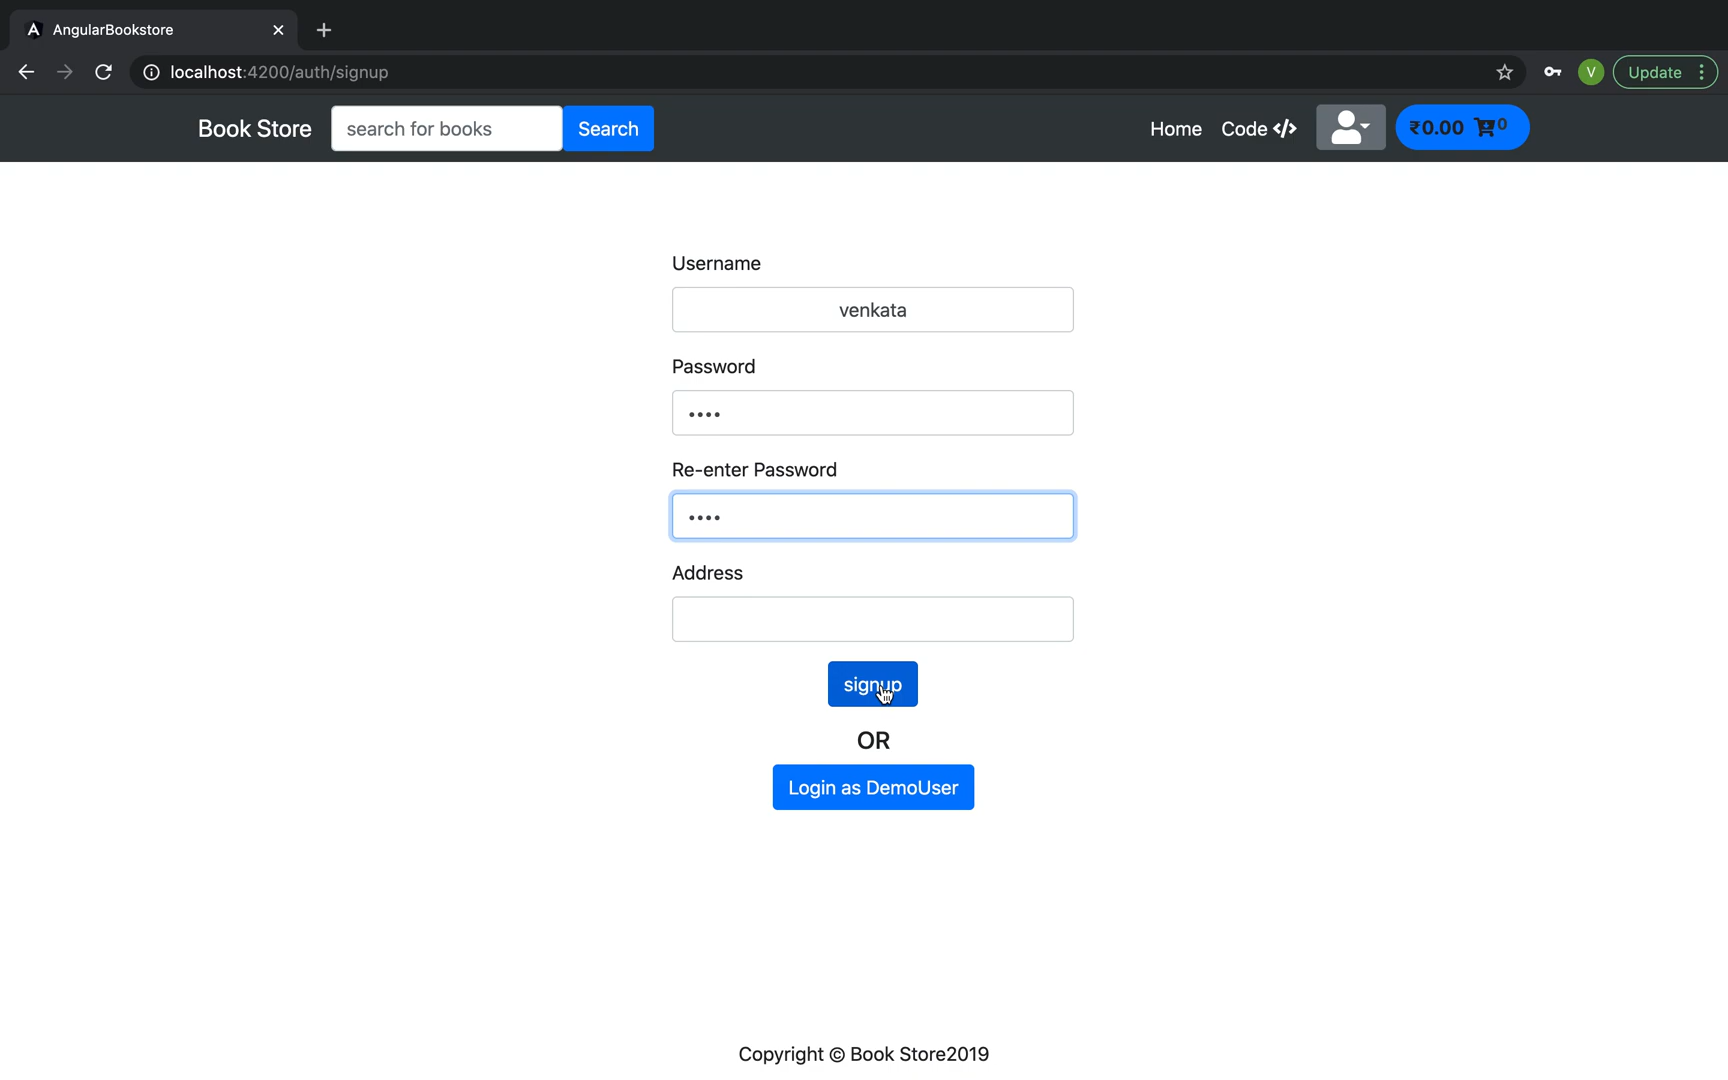 AngularBookstore
localhost:4200/auth/signup
V
Update
Book Store
search for books
Search
Home
Code </>
₹0.00
0
Username
venkata
Password
••••
Re-enter Password
••••
Address
signup
OR
Login as DemoUser
Copyright © Book Store2019